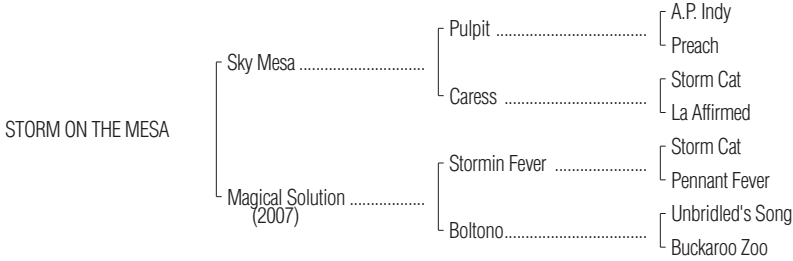 A.P. Indy
Pulpit ..................................
Preach
Sky Mesa ............................
Storm Cat
Caress ................................
La Affirmed
STORM ON THE MESA
Storm Cat
Stormin Fever .....................
Pennant Fever
Magical Solution .................
(2007)
Unbridled's Song
Boltono................................
Buckaroo Zoo